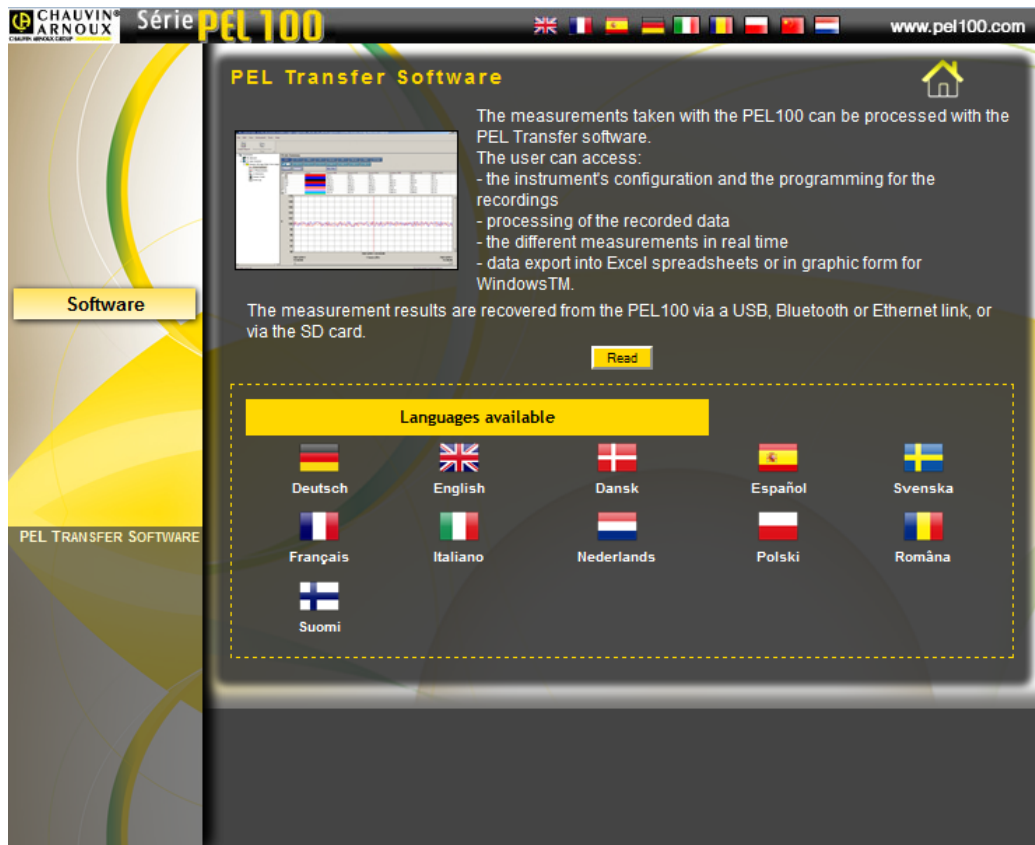 CHAUVIN®
ARNOUX
CHAUVIN ARNOUX GROUP
Série PEL 100
www.pel100.com
PEL Transfer Software
The measurements taken with the PEL100 can be processed with the
PEL Transfer software.
The user can access:
- the instrument's configuration and the programming for the
recordings
- processing of the recorded data
- the different measurements in real time
- data export into Excel spreadsheets or in graphic form for
WindowsTM.
The measurement results are recovered from the PEL100 via a USB, Bluetooth or Ethernet link, or
via the SD card.
Read
Software
Languages available
Deutsch English Dansk Español Svenska
PEL TRANSFER SOFTWARE
Français Italiano Nederlands Polski Româna
Suomi